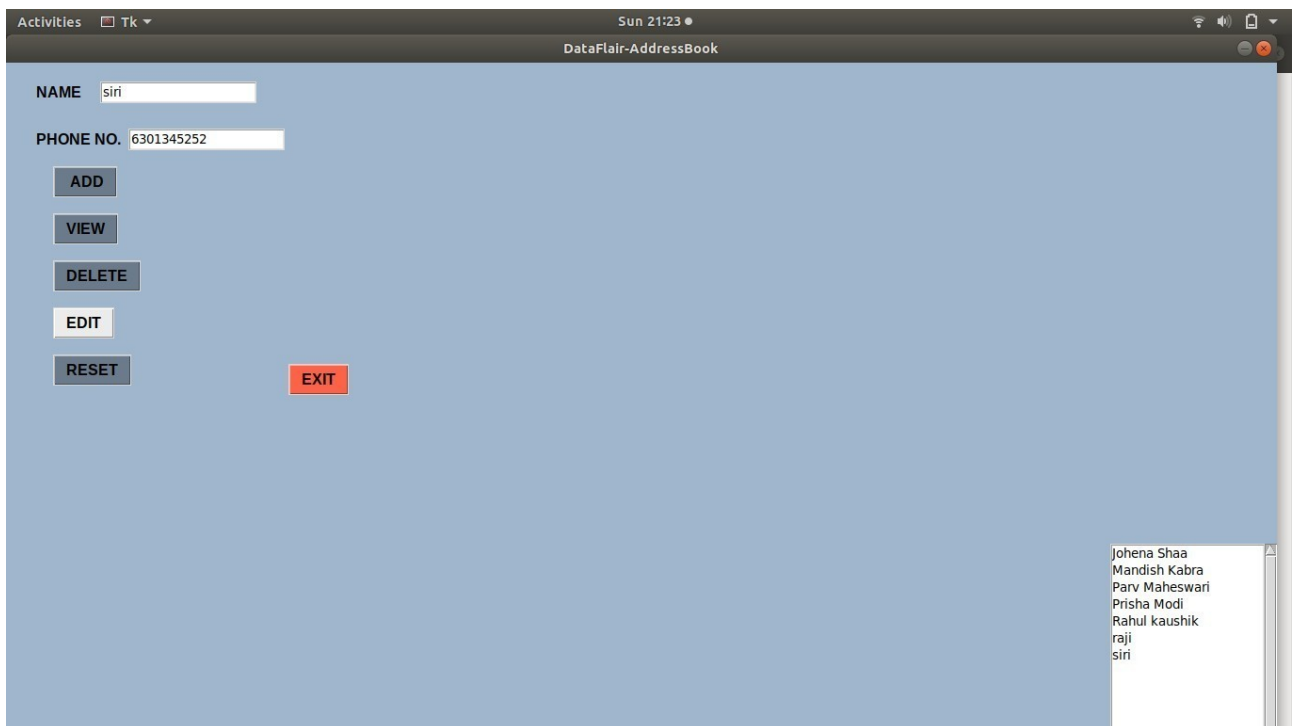 Activities Tk Sun 21:23
DataFlair-AddressBook
NAME siri
PHONE NO. 6301345252
ADD
VIEW
DELETE
EDIT
RESET
EXIT
Johena Shaa
Mandish Kabra
Parv Maheswari
Prisha Modi
Rahul kaushik
raji
siri